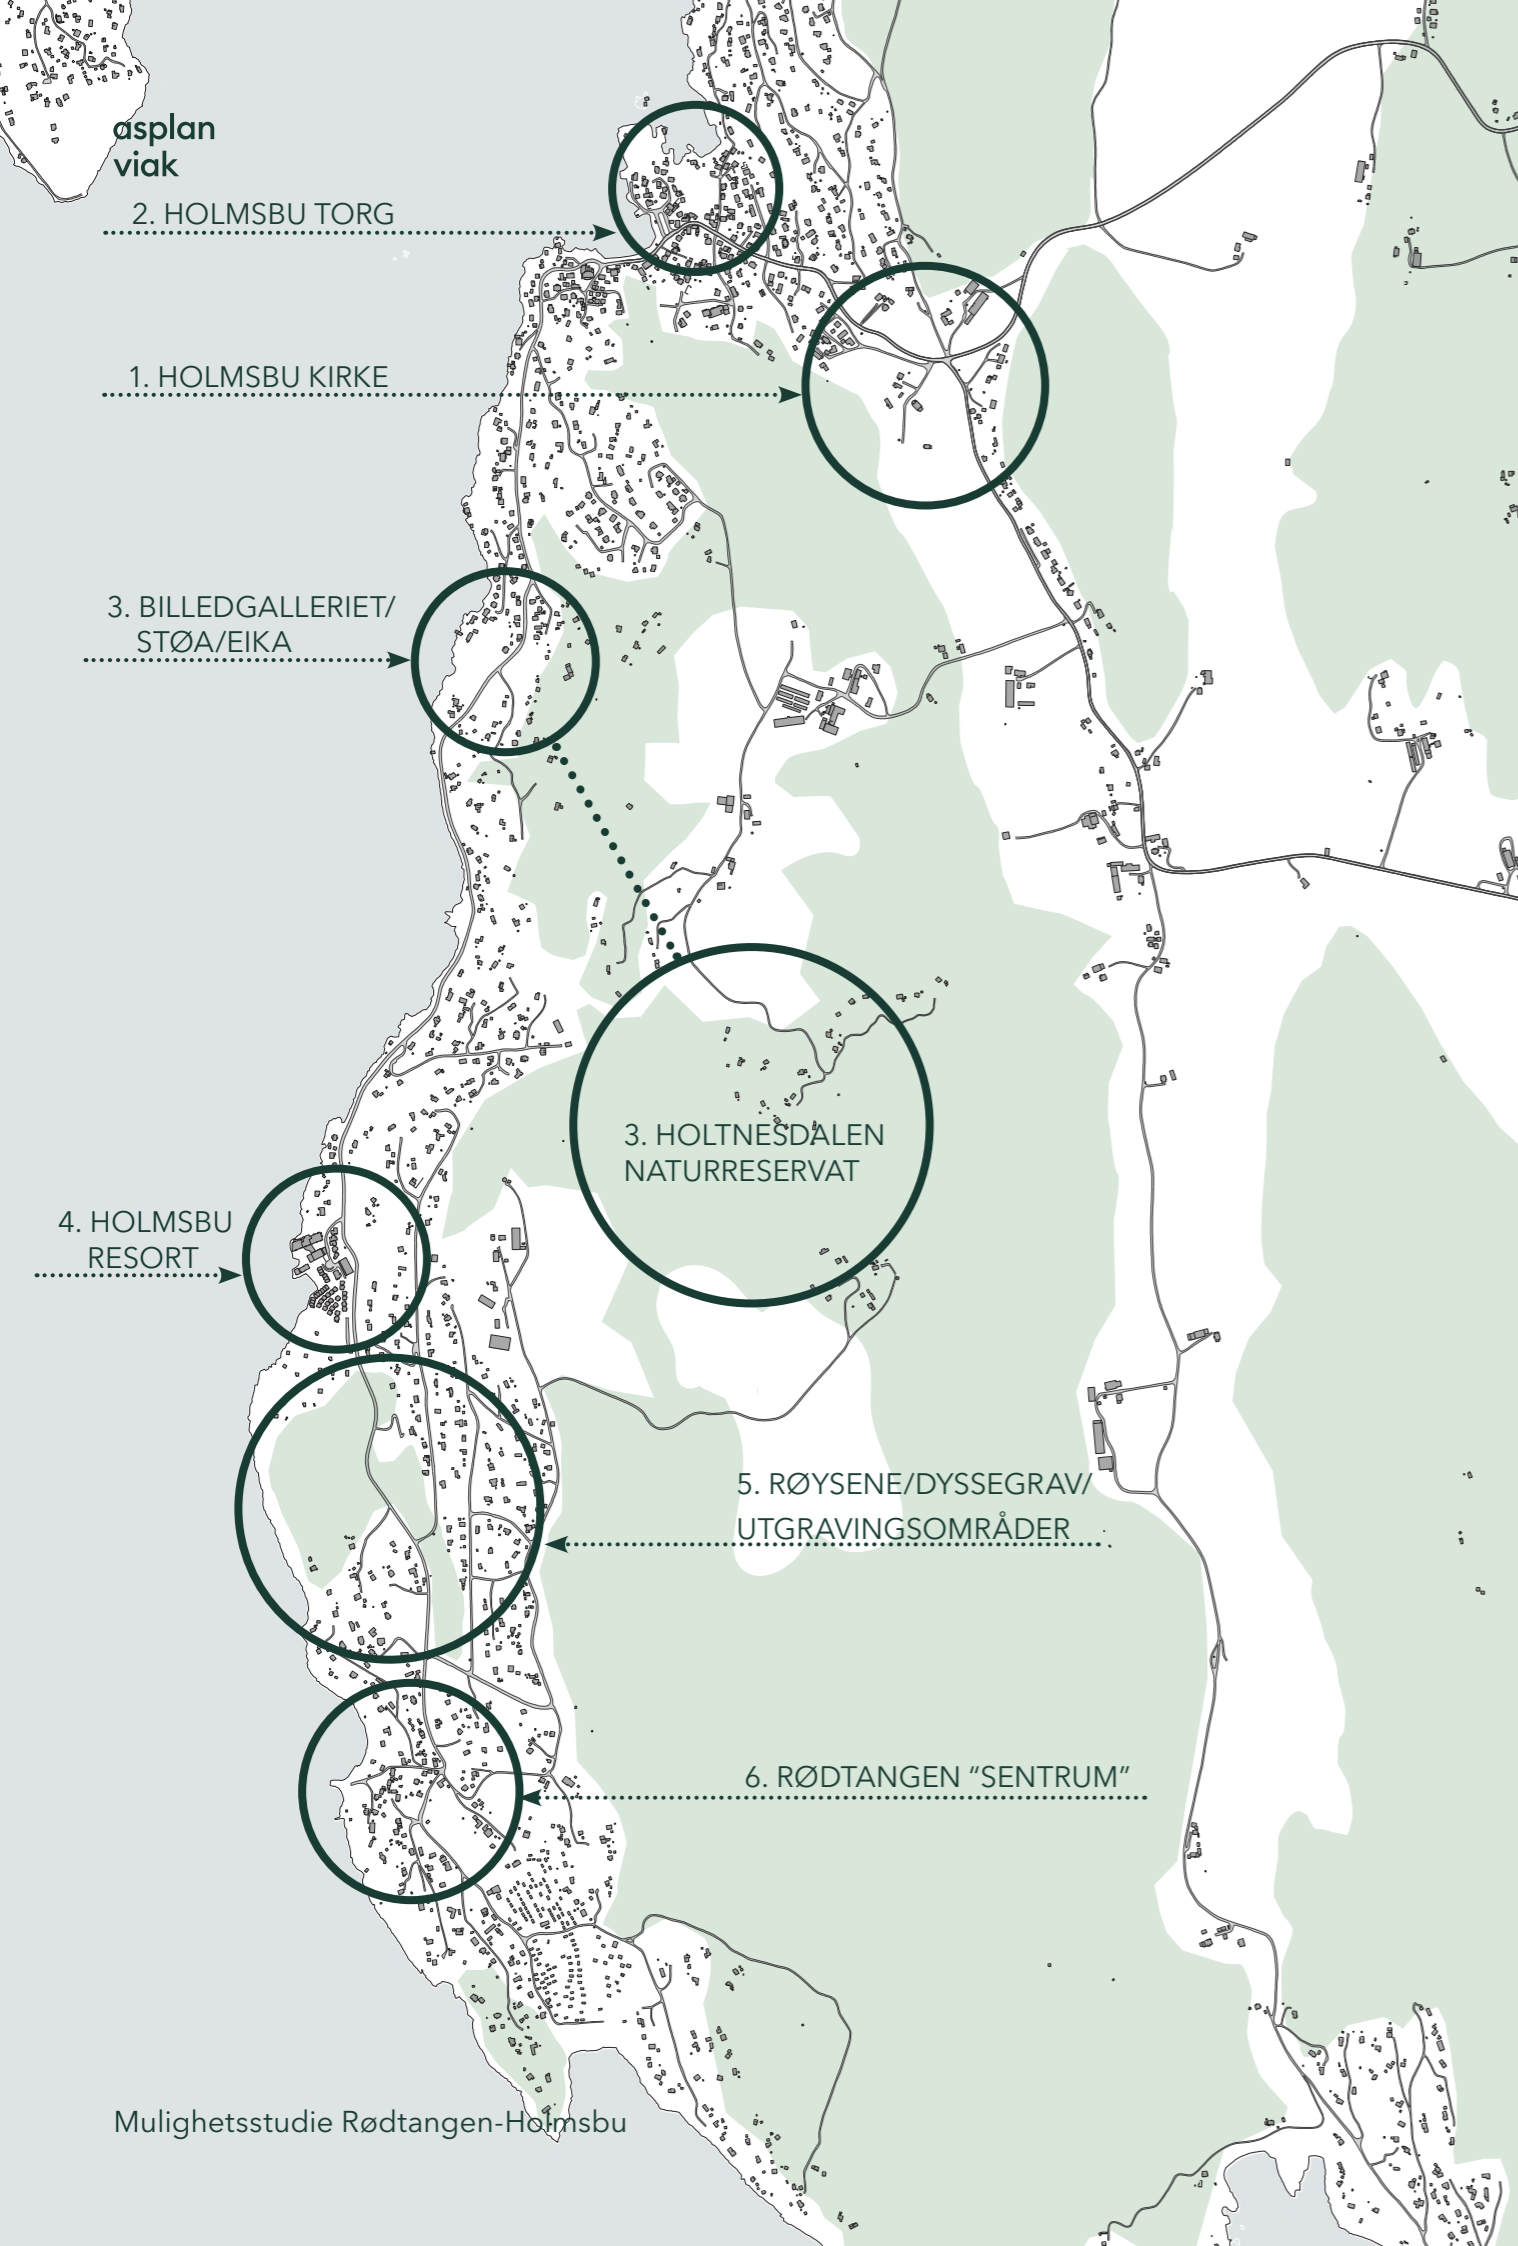 asplan
viak
2. HOLMSBU TORG
1. HOLMSBU KIRKE
3. BILLEDGALLERIET/
STØA/EIKA
3. HOLTNESDALEN
NATURRESERVAT
4. HOLMSBU
RESORT
5. RØYSENE/DYSSEGRAV/
UTGRAVINGSOMRÅDER
6. RØDTANGEN “SENTRUM”
Mulighetsstudie Rødtangen-Holmsbu